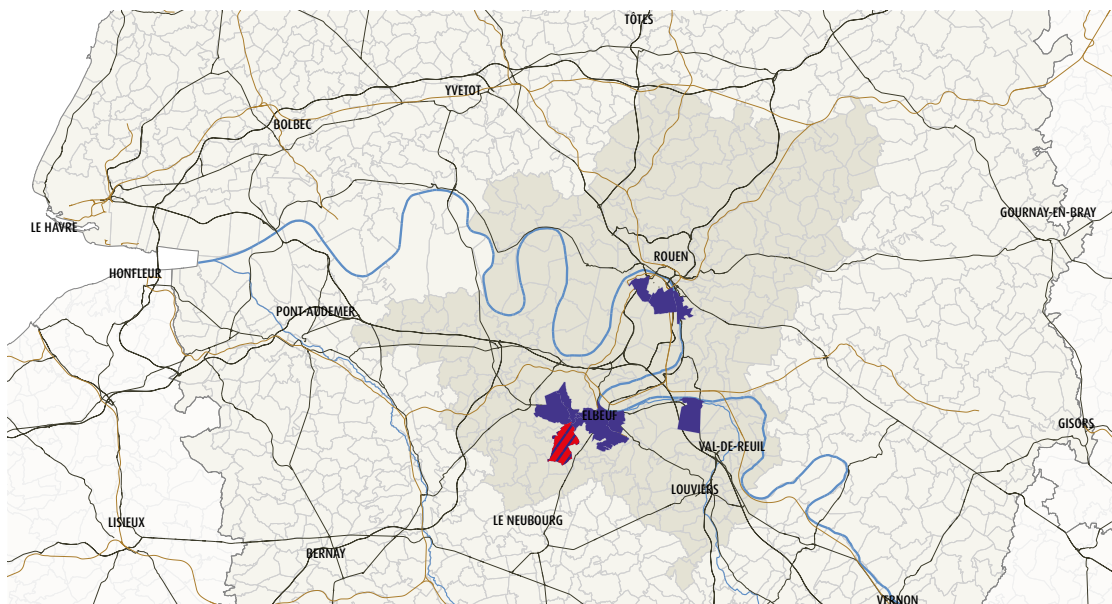 TÔTES
YVETOT
BOLBEC
GOURNAY-EN-BRAY
LE HAVRE
ROUEN
HONFLEUR
PONT-AUDEMER
ELBEUF
GISORS
VAL-DE-REUIL
LOUVIERS
LE NEUBOURG
LISIEUX
BERNAY
VERNON